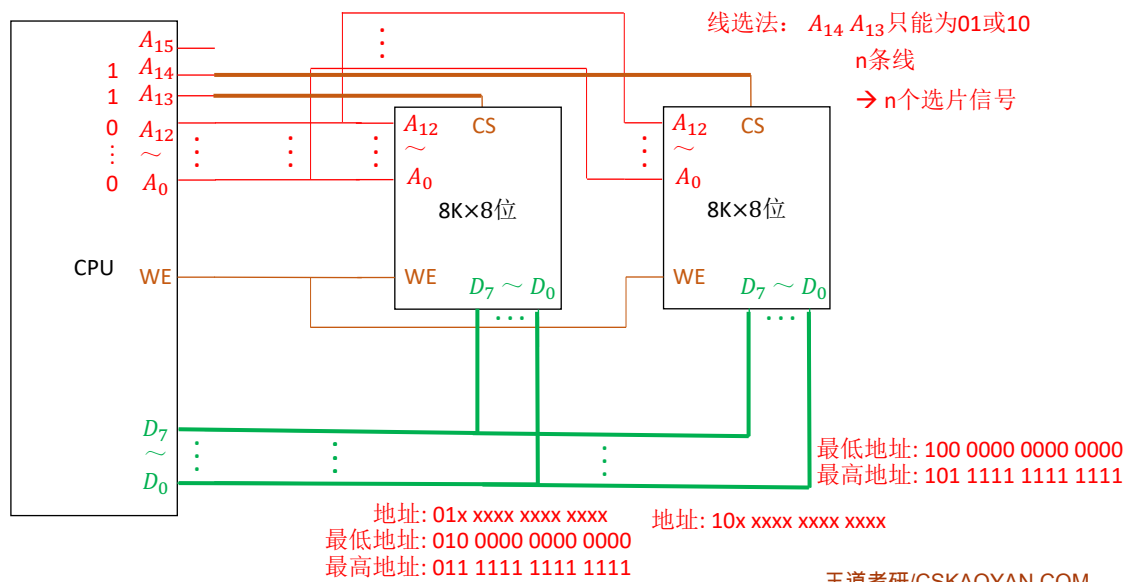 线选法: A₁₄ A₁₃只能为01或10
n条线
→ n个选片信号
A₁₅
1 A₁₄
1 A₁₃
0 A₁₂
⋮ ~ ⋮
0 A₀
CPU
WE
A₁₂ CS
~
A₀
8K×8位
WE
D₇ ~ D₀
⋯
A₁₂ CS
~
A₀
8K×8位
WE
D₇ ~ D₀
⋯
D₇
~
D₀
地址: 01x xxxx xxxx xxxx
最低地址: 010 0000 0000 0000
最高地址: 011 1111 1111 1111
地址: 10x xxxx xxxx xxxx
最低地址: 100 0000 0000 0000
最高地址: 101 1111 1111 1111
王道考研/CSKAOYAN.COM